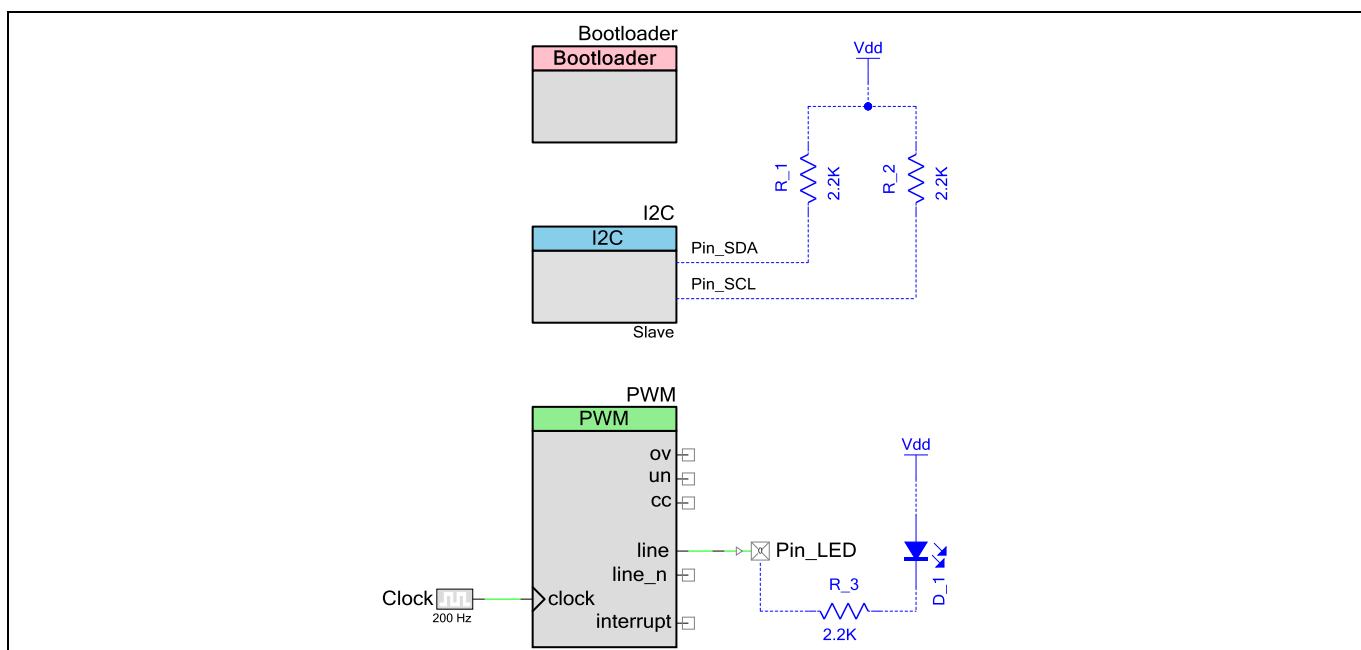 Bootloader
Bootloader
Vdd
R_1
2.2K
R_2
2.2K
I2C
I2C
Pin_SDA
Pin_SCL
Slave
PWM
PWM
ov
un
cc
line
line_n
interrupt
Clock
200 Hz
clock
Pin_LED
Vdd
D_1
R_3
2.2K